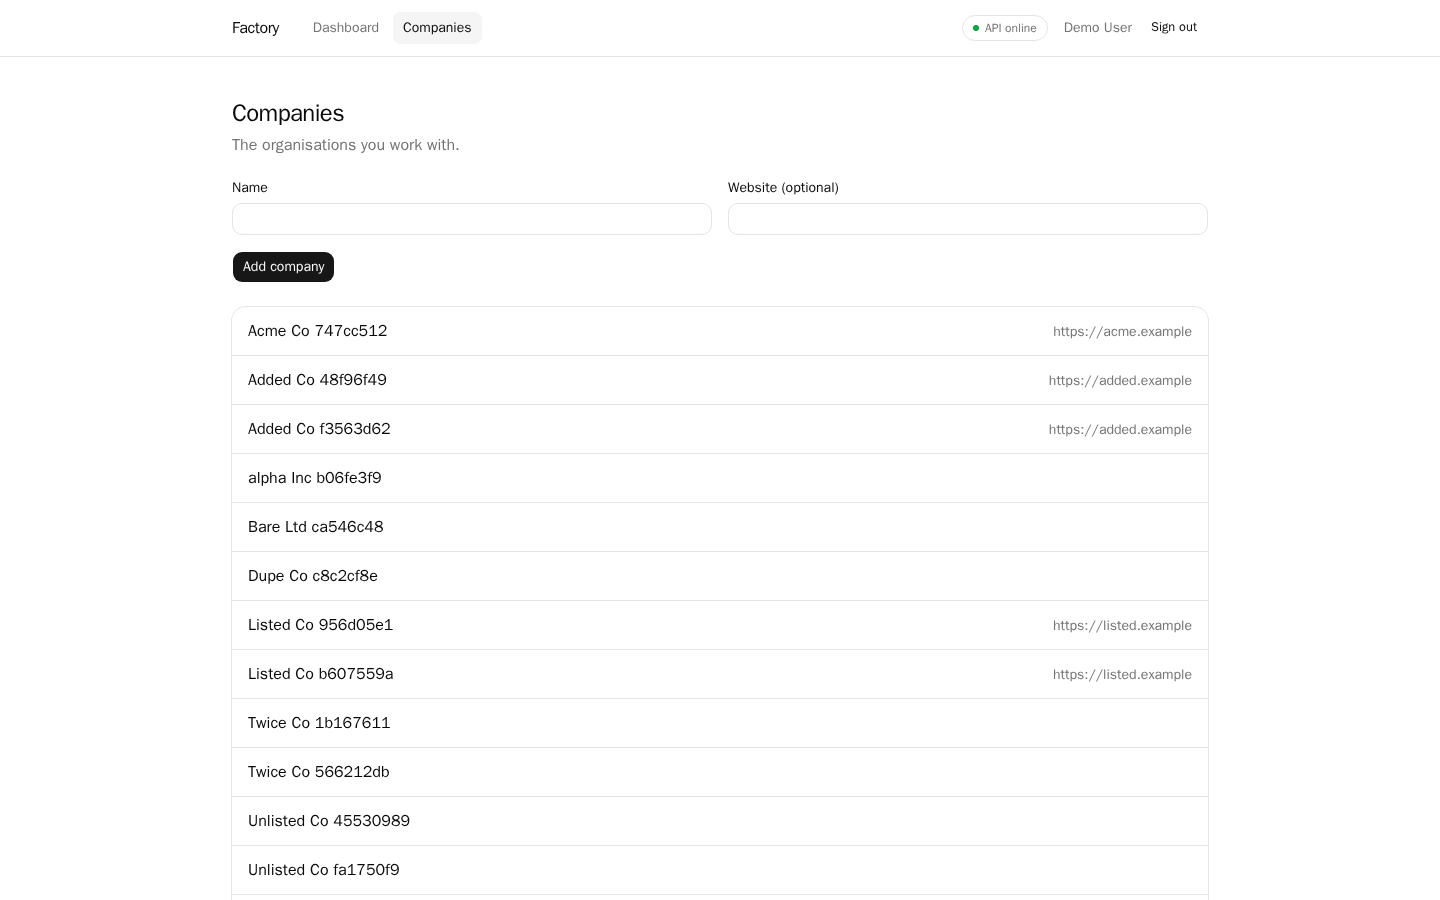 Factory Dashboard Companies API online Demo User Sign out
Companies
The organisations you work with.
Name Website (optional)
Add company
Acme Co 747cc512 https://acme.example
Added Co 48f96f49 https://added.example
Added Co f3563d62 https://added.example
alpha Inc b06fe3f9
Bare Ltd ca546c48
Dupe Co c8c2cf8e
Listed Co 956d05e1 https://listed.example
Listed Co b607559a https://listed.example
Twice Co 1b167611
Twice Co 566212db
Unlisted Co 45530989
Unlisted Co fa1750f9